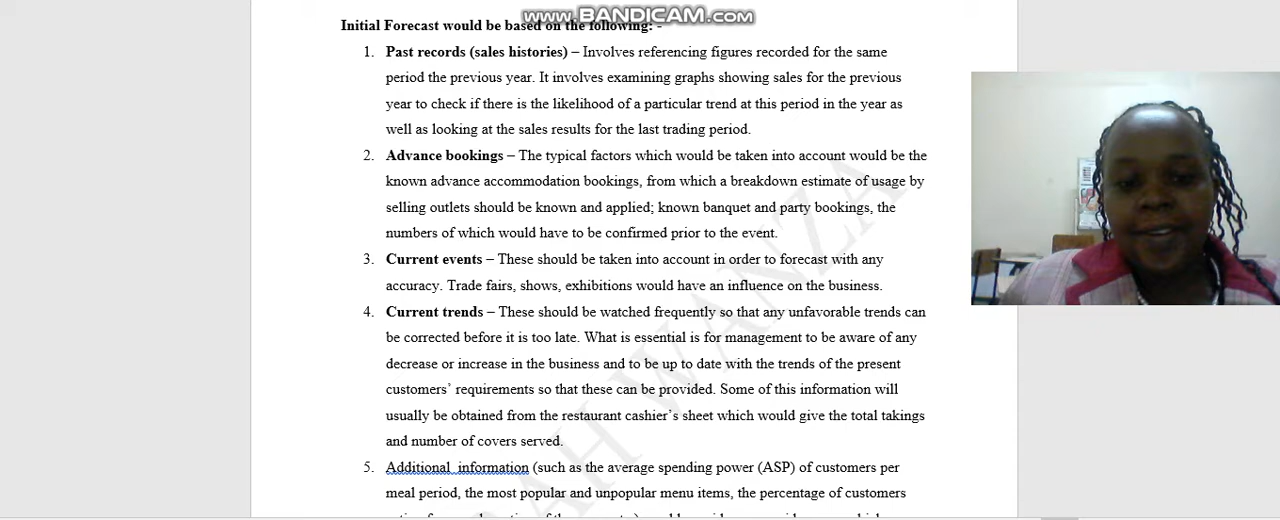 www.BANDICAM.com
Initial Forecast would be based on the following: -
1. Past records (sales histories) – Involves referencing figures recorded for the same
period the previous year. It involves examining graphs showing sales for the previous
year to check if there is the likelihood of a particular trend at this period in the year as
well as looking at the sales results for the last trading period.
2. Advance bookings – The typical factors which would be taken into account would be the
known advance accommodation bookings, from which a breakdown estimate of usage by
selling outlets should be known and applied; known banquet and party bookings, the
numbers of which would have to be confirmed prior to the event.
3. Current events – These should be taken into account in order to forecast with any
accuracy. Trade fairs, shows, exhibitions would have an influence on the business.
4. Current trends – These should be watched frequently so that any unfavorable trends can
be corrected before it is too late. What is essential is for management to be aware of any
decrease or increase in the business and to be up to date with the trends of the present
customers’ requirements so that these can be provided. Some of this information will
usually be obtained from the restaurant cashier’s sheet which would give the total takings
and number of covers served.
5. Additional information (such as the average spending power (ASP) of customers per
meal period, the most popular and unpopular menu items, the percentage of customers
AH WANZA